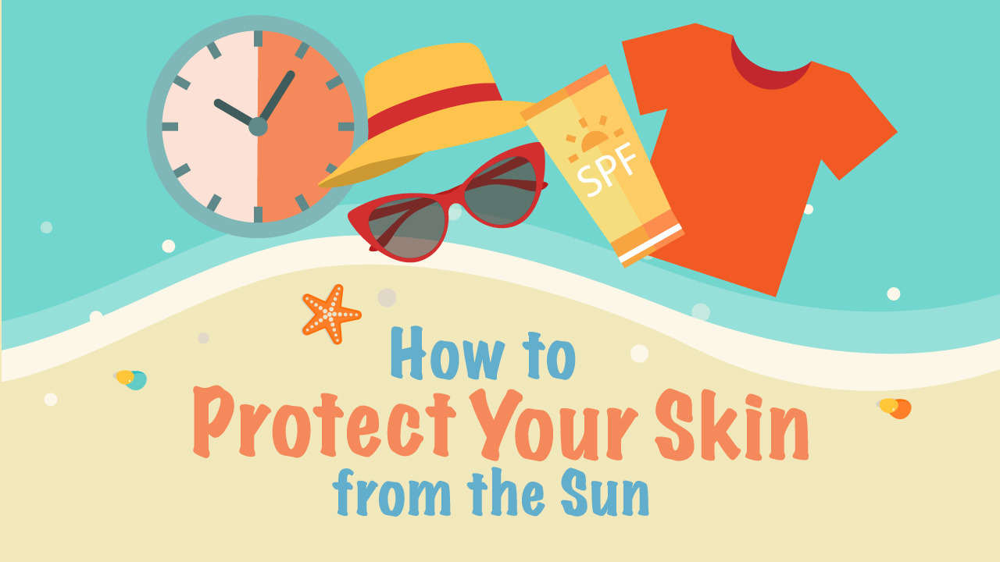 SPF
How to
Protect Your Skin
from the Sun